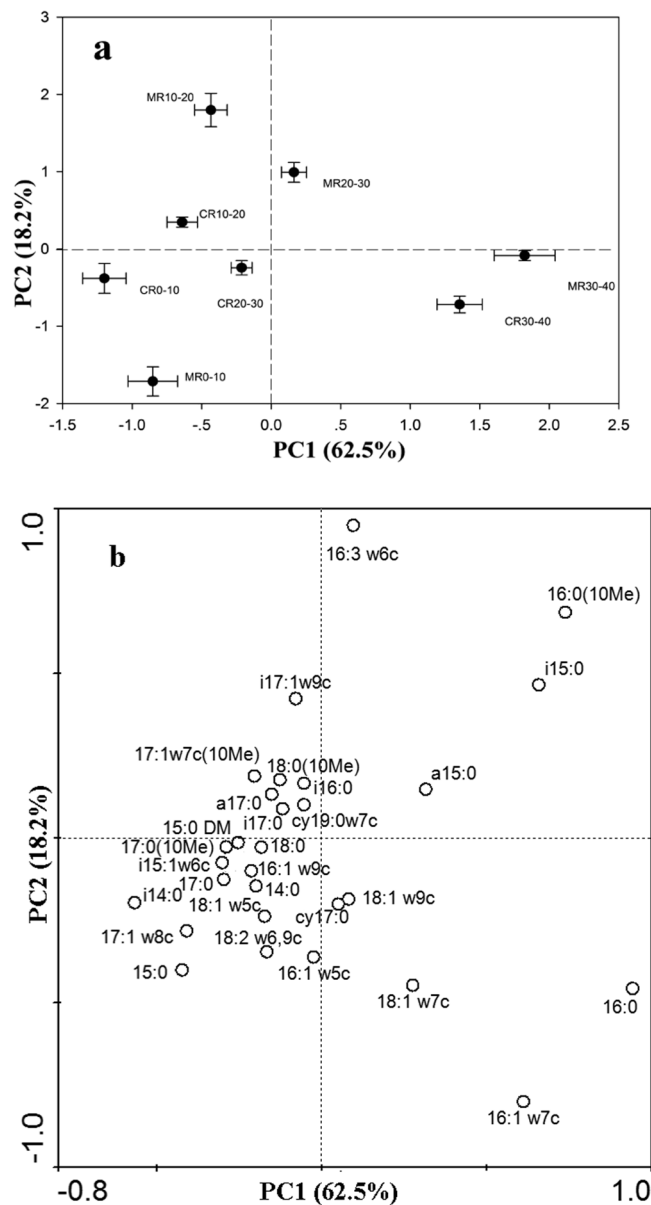 3
a
2
MR10-20
1
MR20-30
CR10-20
0
MR30-40
CR0-10
CR20-30
CR30-40
-1
MR0-10
-2
PC2 (18.2%)
-1.5 -1.0 -.5 0.0 .5 1.0 1.5 2.0 2.5
PC1 (62.5%)
1.0
b
16:3 w6c
16:0(10Me)
i15:0
i17:1w9c
17:1w7c(10Me)
18:0(10Me)
i16:0
a15:0
a17:0
i17:0
cy19:0w7c
15:0 DM
17:0(10Me)
18:0
i15:1w6c
16:1 w9c
17:0
14:0
i14:0
18:1 w5c
cy17:0
18:1 w9c
17:1 w8c
18:2 w6,9c
15:0
16:1 w5c
18:1 w7c
16:0
16:1 w7c
PC2 (18.2%)
-1.0
-0.8
PC1 (62.5%)
1.0